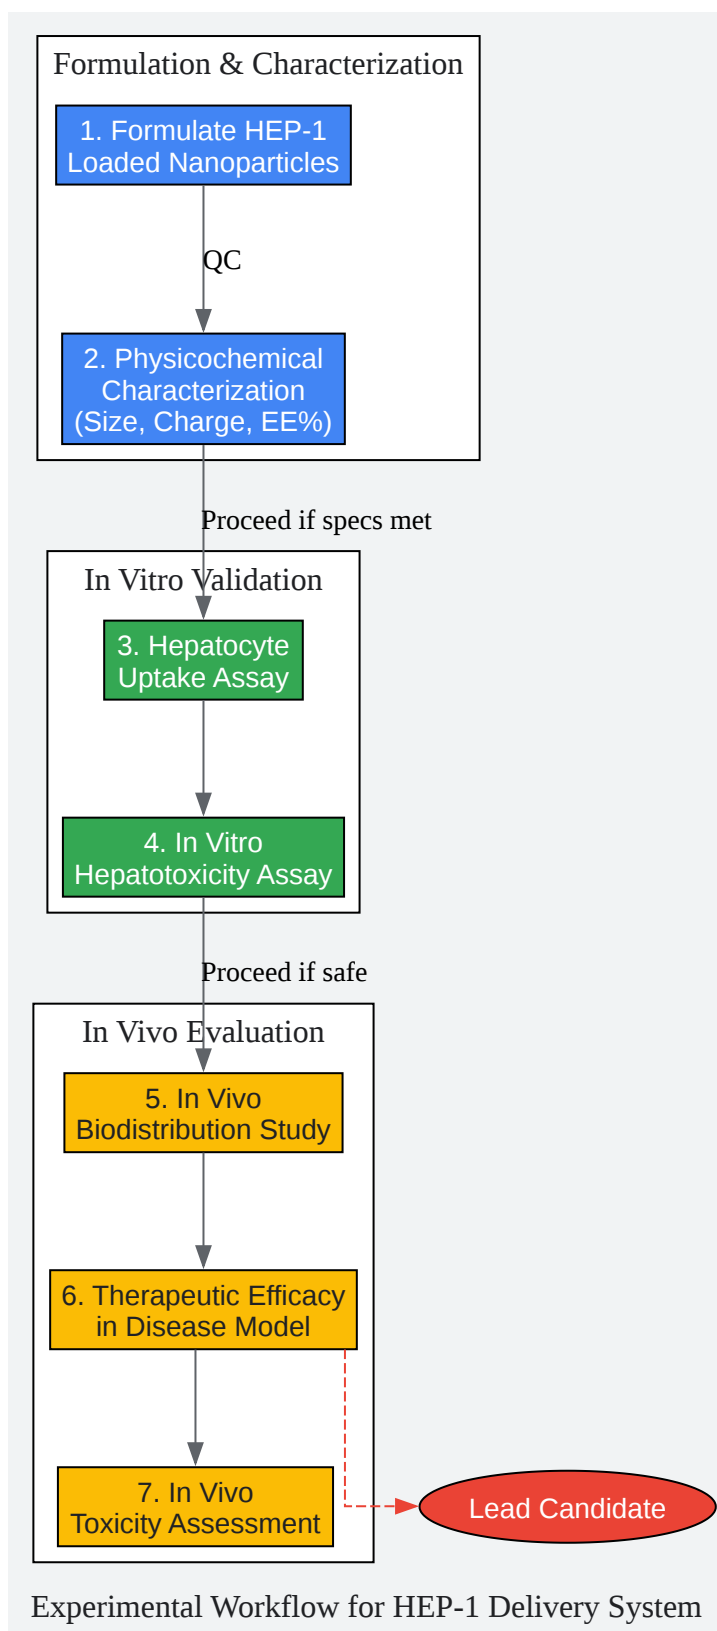 Formulation & Characterization
1. Formulate HEP-1
Loaded Nanoparticles
QC
2. Physicochemical
Characterization
(Size, Charge, EE%)
Proceed if specs met
In Vitro Validation
3. Hepatocyte
Uptake Assay
4. In Vitro
Hepatotoxicity Assay
Proceed if safe
In Vivo Evaluation
5. In Vivo
Biodistribution Study
6. Therapeutic Efficacy
in Disease Model
7. In Vivo
Toxicity Assessment
Lead Candidate
Experimental Workflow for HEP-1 Delivery System